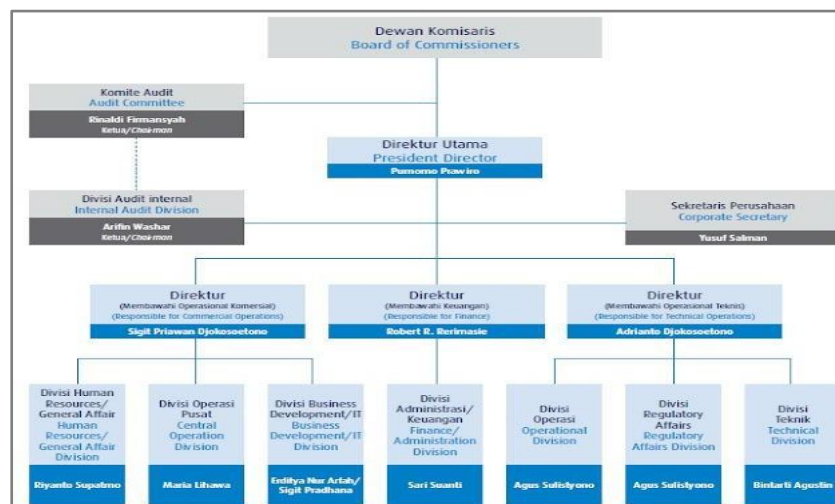 Dewan Komisaris
Board of Commissioners
Komite Audit
Audit Committee
Rinaldi Firmansyah
Ketua/Chairman
Direktur Utama
President Director
Purnomo Prawiro
Divisi Audit internal
Internal Audit Division
Arifin Washar
Ketua/Chairman
Sekretaris Perusahaan
Corporate Secretary
Yusuf Salman
Direktur
(Membawahi Operasional Komersial)
(Responsible for Commercial Operations)
Sigit Priawan Djokosoetono
Direktur
(Membawahi Keuangan)
(Responsible for Finance)
Robert R. Rerimasie
Direktur
(Membawahi Operasional Teknis)
(Responsible for Technical Operations)
Adrianto Djokosoetono
Divisi Human
Resources/
General Affair
Human
Resources/
General Affair
Division
Riyanto Supatmo
Divisi Operasi
Pusat
Central
Operation
Division
Maria Lihawa
Divisi Business
Development/IT
Business
Development/IT
Division
Erditya Nur Arfah/
Sigit Pradhana
Divisi
Administrasi/
Keuangan
Finance/
Administration
Division
Sari Suanti
Divisi
Operasi
Operational
Division
Agus Sulistyono
Divisi
Regulatory
Affairs
Regulatory
Affairs Division
Agus Sulistyono
Divisi
Teknik
Technical
Division
Bintarti Agustin